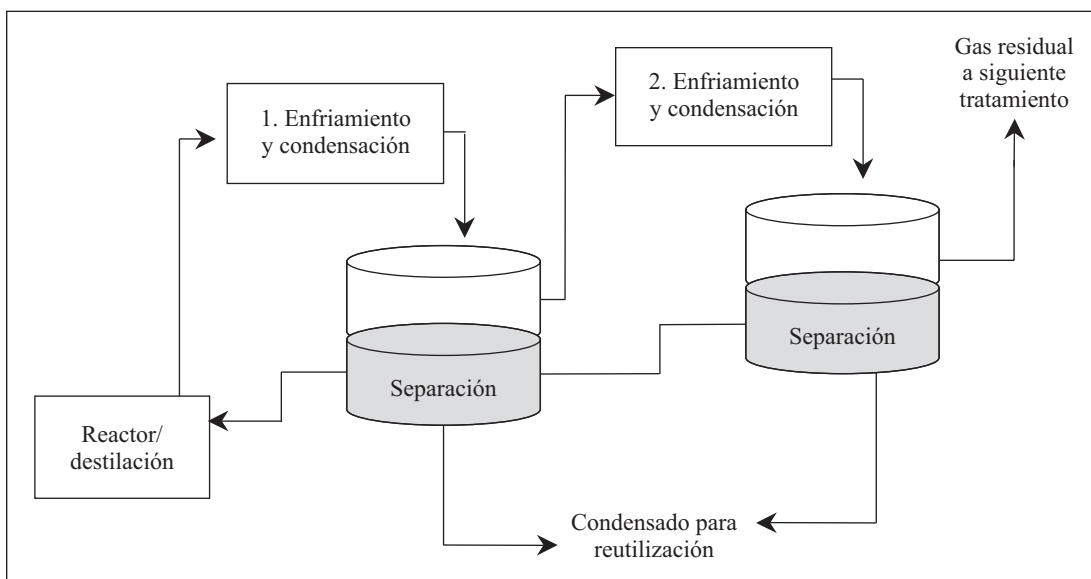 Gas residual
a siguiente
tratamiento
1. Enfriamiento
y condensación
2. Enfriamiento
y condensación
Separación
Separación
Reactor/
destilación
Condensado para
reutilización